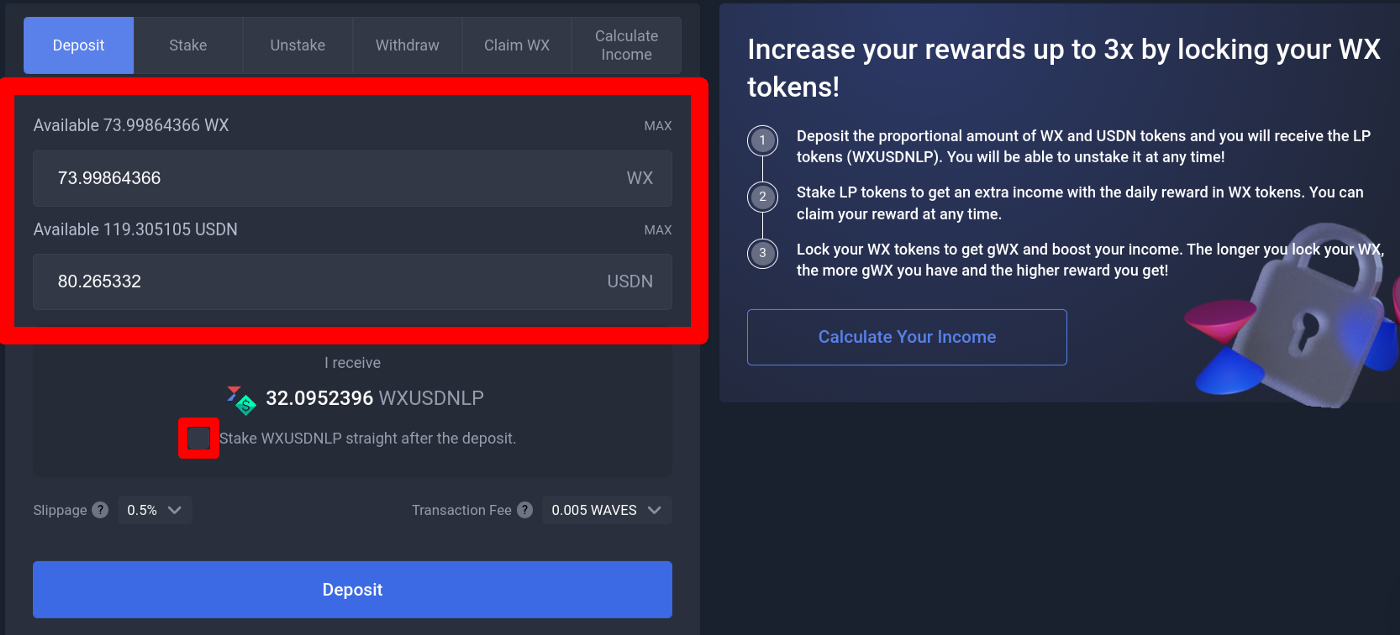 Deposit
Stake
Unstake
Withdraw
Claim WX
Calculate
Income
Available 73.99864366 WX
MAX
73.99864366
WX
Available 119.305105 USDN
MAX
80.265332
USDN
I receive
32.0952396 WXUSDNLP
Stake WXUSDNLP straight after the deposit.
Slippage ?
0.5%
Transaction Fee ?
0.005 WAVES
Deposit
Increase your rewards up to 3x by locking your WX
tokens!
1
Deposit the proportional amount of WX and USDN tokens and you will receive the LP
tokens (WXUSDNLP). You will be able to unstake it at any time!
2
Stake LP tokens to get an extra income with the daily reward in WX tokens. You can
claim your reward at any time.
3
Lock your WX tokens to get gWX and boost your income. The longer you lock your WX,
the more gWX you have and the higher reward you get!
Calculate Your Income